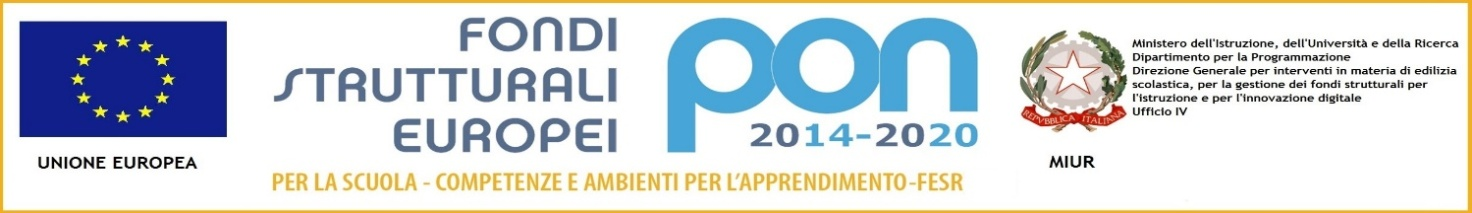 UNIONE EUROPEA
FONDI
STRUTTURALI
EUROPEI
pon
2014-2020
PER LA SCUOLA - COMPETENZE E AMBIENTI PER L'APPRENDIMENTO-FESR
REPVBBLICA ITALIANA
MIUR
Ministero dell'Istruzione, dell'Università e della Ricerca
Dipartimento per la Programmazione
Direzione Generale per interventi in materia di edilizia
scolastica, per la gestione dei fondi strutturali per
l'istruzione e per l'innovazione digitale
Ufficio IV